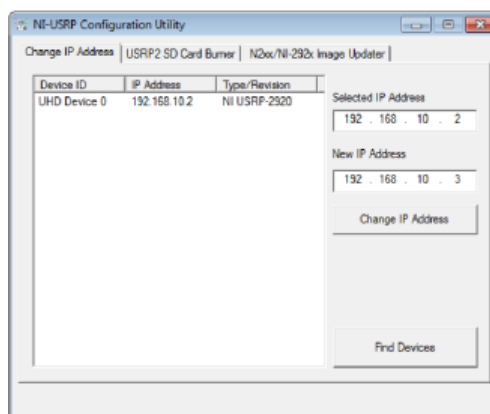 NI-USRP Configuration Utility
Change IP Address USRP2 SD Card Burner N2xx/NI-292x Image Updater
Device ID IP Address Type/Revision
UHD Device 0 192.168.10.2 NI USRP-2920
Selected IP Address
192 . 168 . 10 . 2
New IP Address
192 . 168 . 10 . 3
Change IP Address
Find Devices